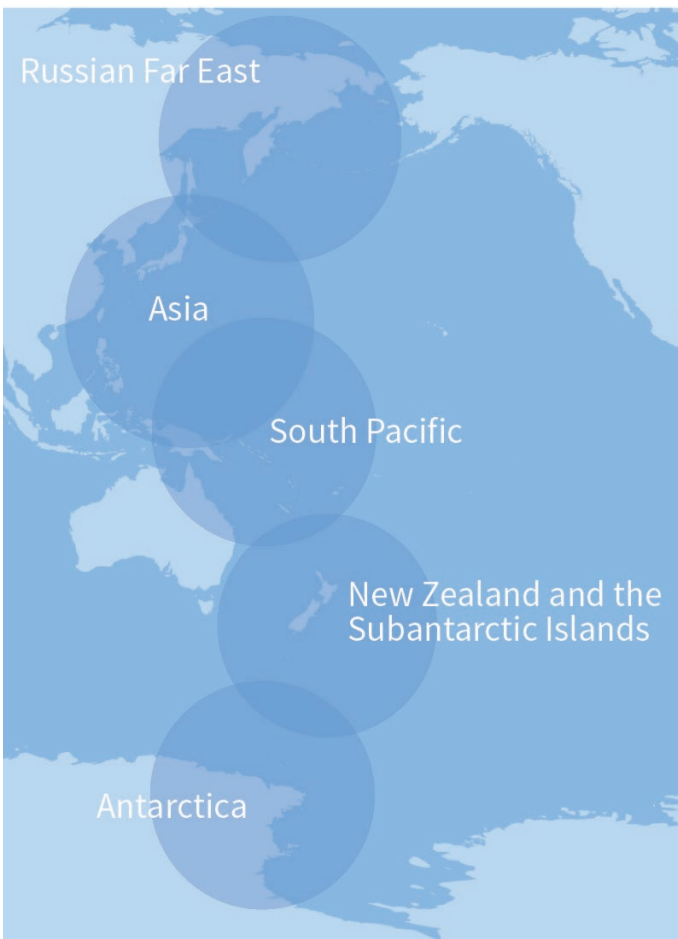 Russian Far East
Asia
South Pacific
New Zealand and the
Subantarctic Islands
Antarctica